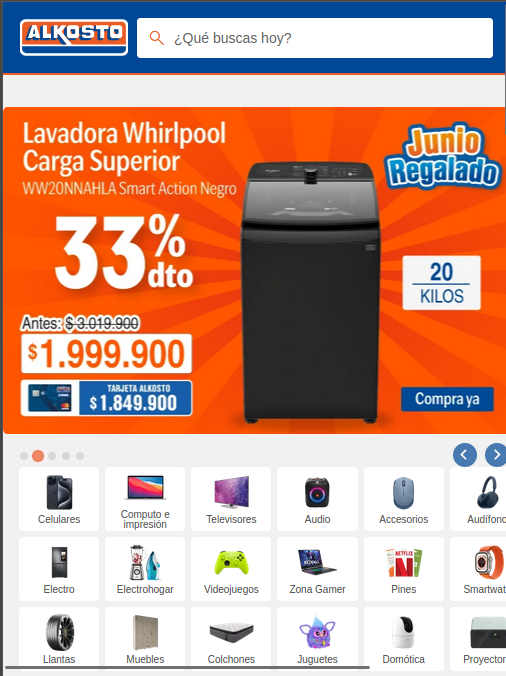 ALKOSTO
¿Qué buscas hoy?
Lavadora Whirlpool
Carga Superior
WW20NNAHLA Smart Action Negro
Junio
Regalado
33% dto
20
KILOS
Antes: $ 3.019.900
$1.999.900
TARJETA ALKOSTO
$1.849.900
Compra ya
Celulares
Computo e
impresión
Televisores
Audio
Accesorios
Audífono
Electro
Electrohogar
Videojuegos
Zona Gamer
NETFLIX
Pines
Smartwat
Llantas
Muebles
Colchones
Juguetes
Domótica
Proyector